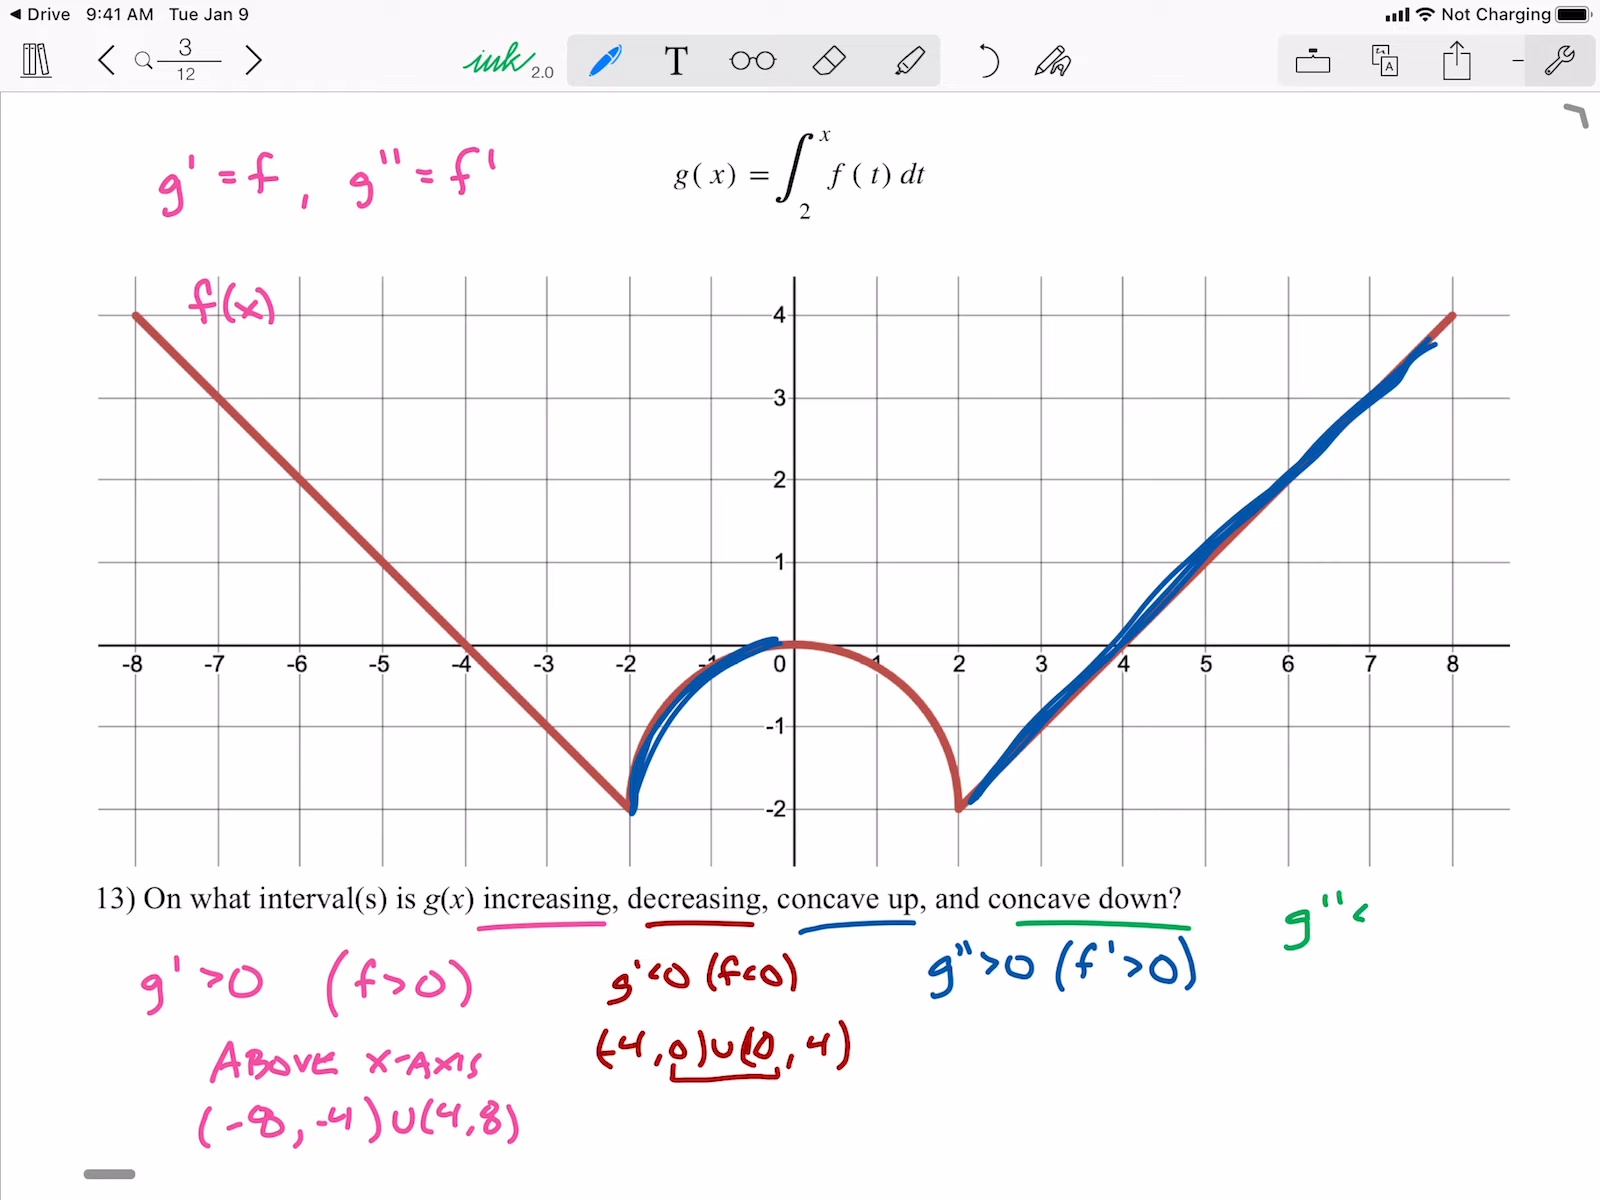 Drive 9:41 AM Tue Jan 9 Not Charging
3
12
ink 2.0 T A
g' = f , g'' = f'
g(x) = ∫₂ˣ f(t) dt
f(x)
4
3
2
1
-8 -7 -6 -5 -4 -3 -2 -1 0 1 2 3 4 5 6 7 8
-1
-2
13) On what interval(s) is g(x) increasing, decreasing, concave up, and concave down?
g'' <
g' >0 (f>0)
g'<0 (f<0)
g''>0 (f'>0)
ABOVE X-AXIS
(-4,0)∪(0,4)
(-8,-4)∪(4,8)